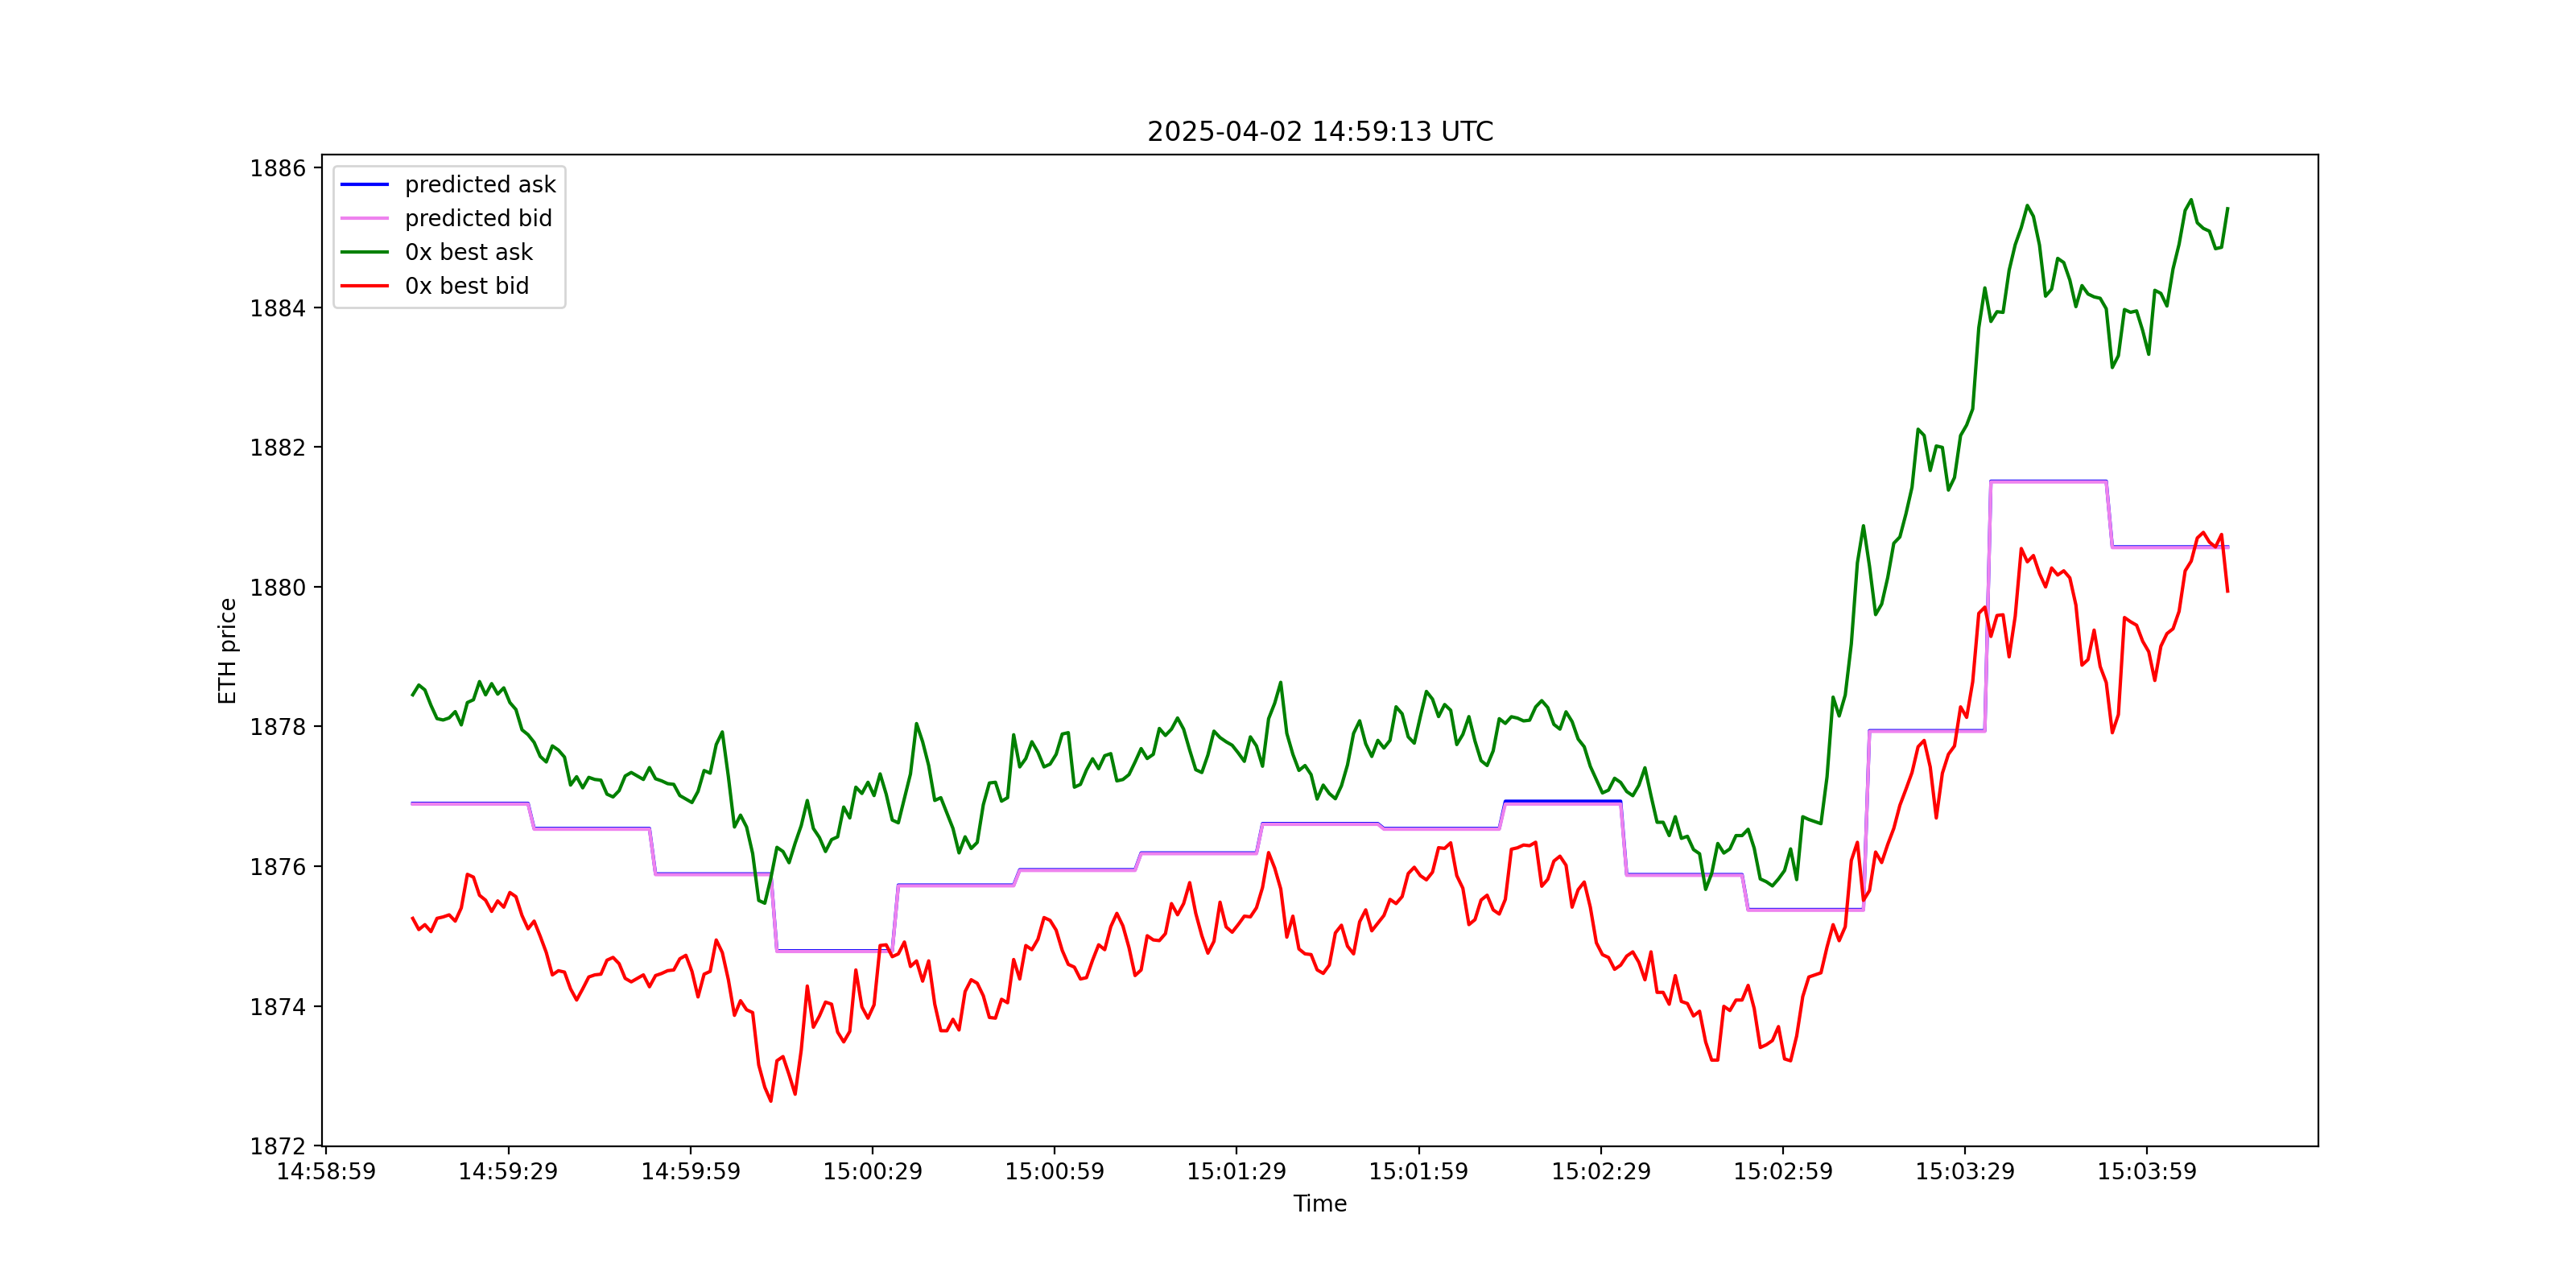 2025-04-02 14:59:13 UTC
predicted ask
predicted bid
0x best ask
0x best bid
ETH price
1886
1884
1882
1880
1878
1876
1874
1872
14:58:59 14:59:29 14:59:59 15:00:29 15:00:59 15:01:29 15:01:59 15:02:29 15:02:59 15:03:29 15:03:59
Time